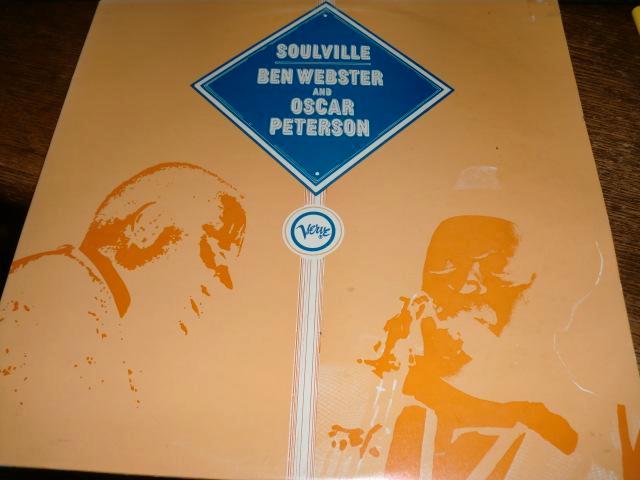 SOULVILLE
BEN WEBSTER
AND
OSCAR
PETERSON
Verve